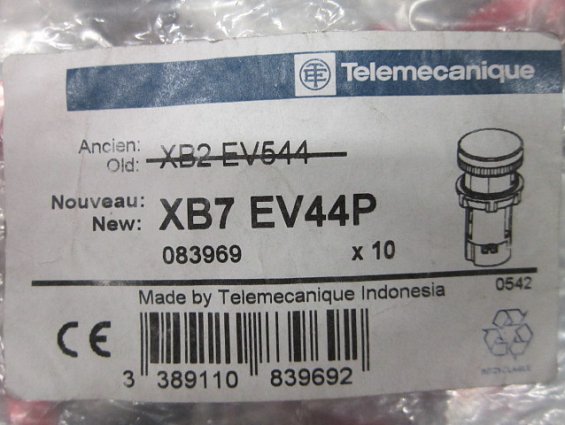 Telemecanique
Ancien:
Old: XB2 EV544
Nouveau:
New: XB7 EV44P
083969 x 10
Made by Telemecanique Indonesia 0542
CE
3 389110 839692
RECYCLABLE